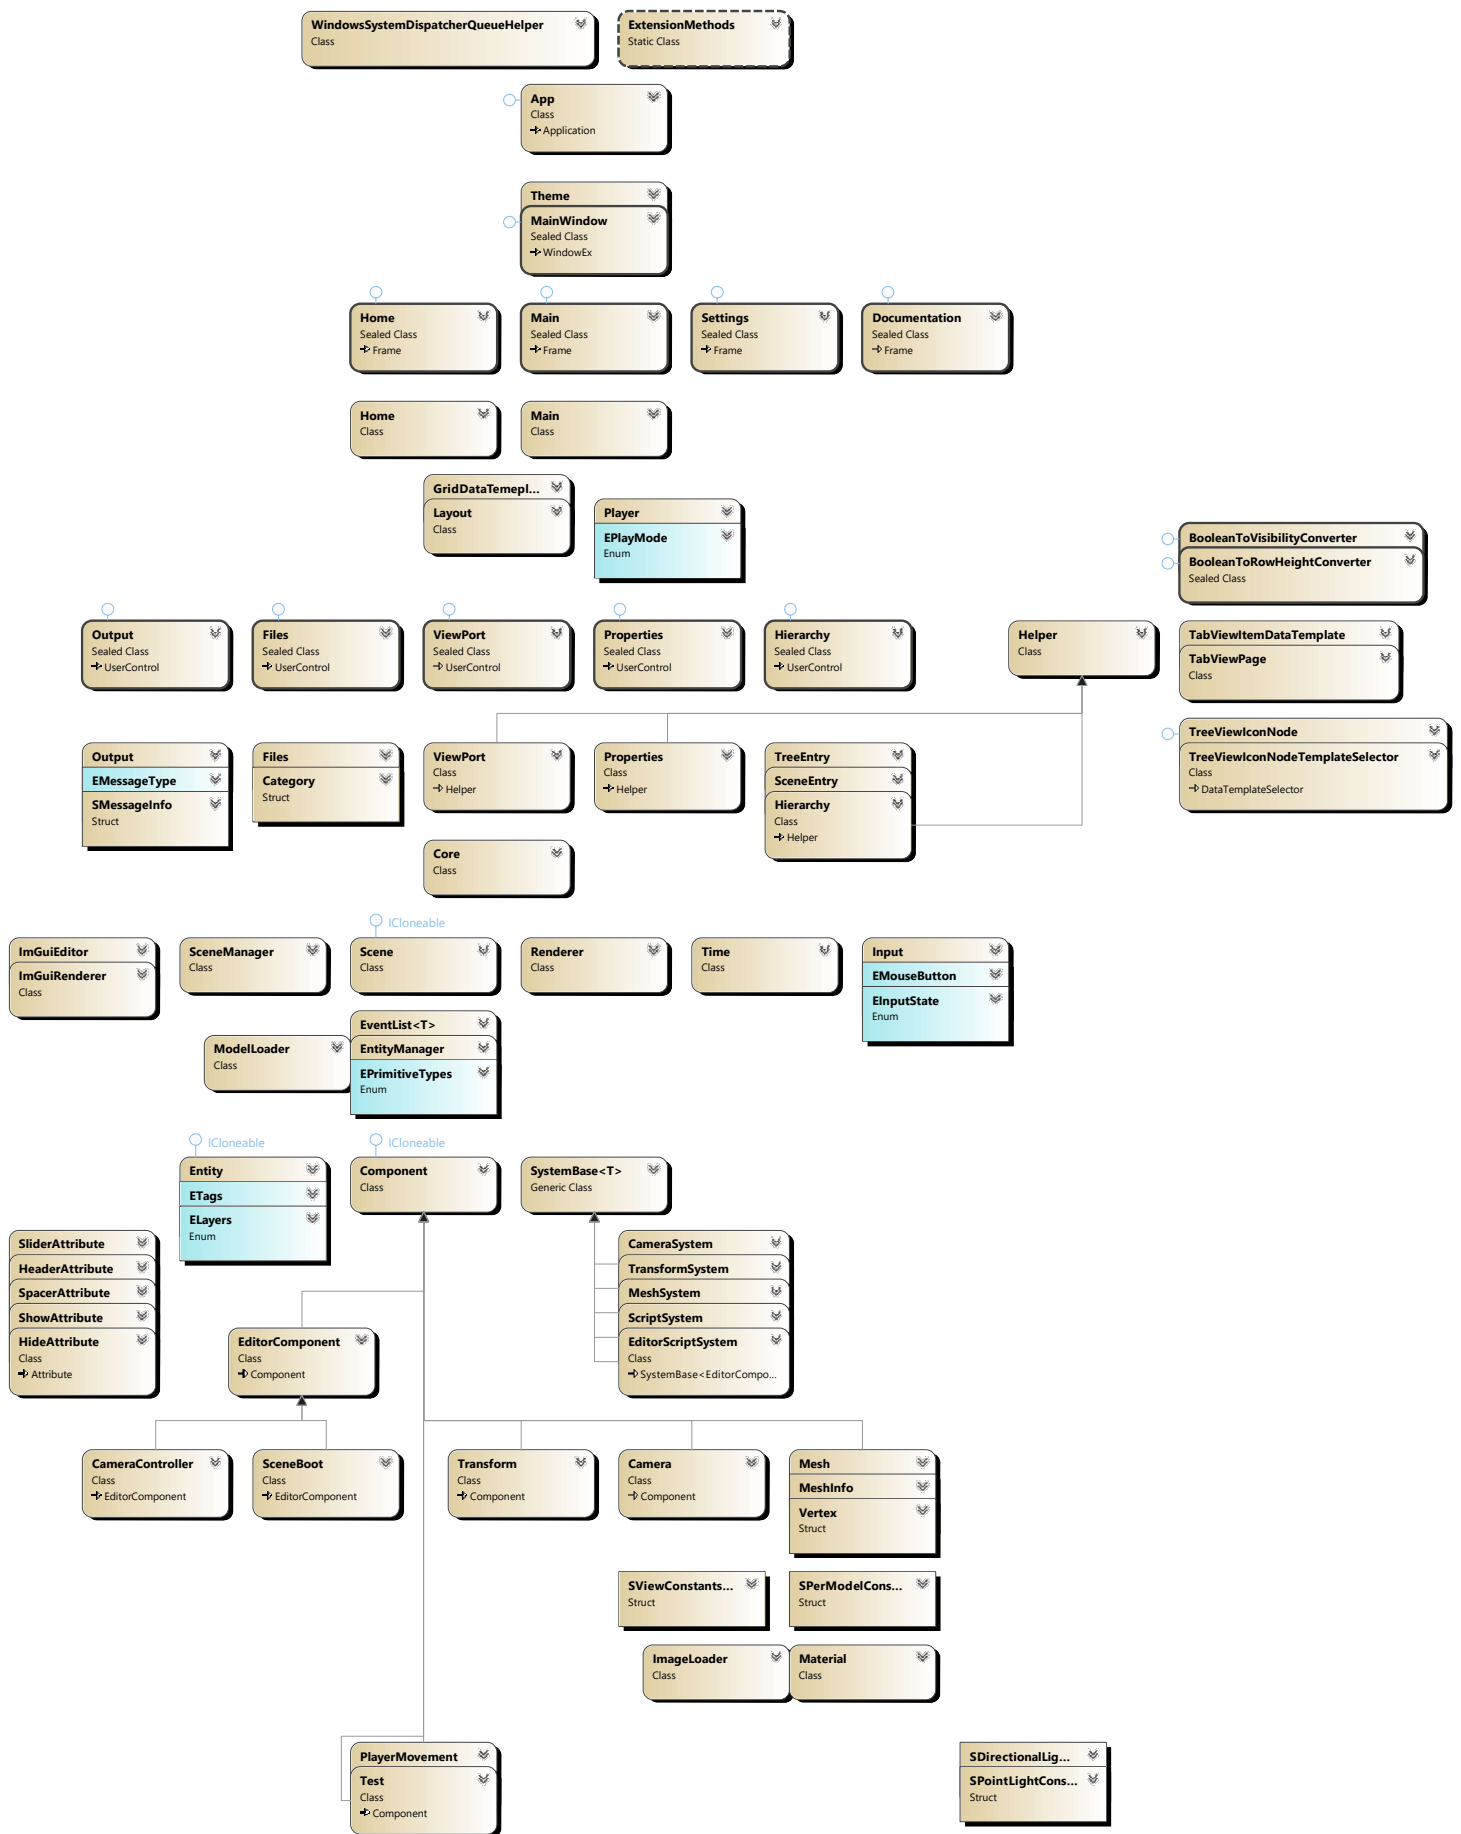 WindowsSystemDispatcherQueueHelper
Class
ExtensionMethods
Static Class
App
Class
Application
Theme
MainWindow
Sealed Class
WindowEx
Home
Sealed Class
Frame
Main
Sealed Class
Frame
Settings
Sealed Class
Frame
Documentation
Sealed Class
Frame
Home
Class
Main
Class
GridDataTemepl...
Layout
Class
Player
EPlayMode
Enum
BooleanToVisibilityConverter
BooleanToRowHeightConverter
Sealed Class
Output
Sealed Class
UserControl
Files
Sealed Class
UserControl
ViewPort
Sealed Class
UserControl
Properties
Sealed Class
UserControl
Hierarchy
Sealed Class
UserControl
Helper
Class
TabViewItemDataTemplate
TabViewPage
Class
Output
EMessageType
SMessageInfo
Struct
Files
Category
Struct
ViewPort
Class
Helper
Properties
Class
Helper
TreeEntry
SceneEntry
Hierarchy
Class
Helper
TreeViewIconNode
TreeViewIconNodeTemplateSelector
Class
DataTemplateSelector
Core
Class
ImGuiEditor
ImGuiRenderer
Class
SceneManager
Class
ICloneable
Scene
Class
Renderer
Class
Time
Class
Input
EMouseButton
EInputState
Enum
ModelLoader
Class
EventList<T>
EntityManager
EPrimitiveTypes
Enum
ICloneable
Entity
ETags
ELayers
Enum
ICloneable
Component
Class
SystemBase<T>
Generic Class
SliderAttribute
HeaderAttribute
SpacerAttribute
ShowAttribute
HideAttribute
Class
Attribute
EditorComponent
Class
Component
CameraSystem
TransformSystem
MeshSystem
ScriptSystem
EditorScriptSystem
Class
SystemBase<EditorCompo...
CameraController
Class
EditorComponent
SceneBoot
Class
EditorComponent
Transform
Class
Component
Camera
Class
Component
Mesh
MeshInfo
Vertex
Struct
SViewConstants...
Struct
SPerModelCons...
Struct
ImageLoader
Class
Material
Class
PlayerMovement
Test
Class
Component
SDirectionalLig...
SPointLightCons...
Struct